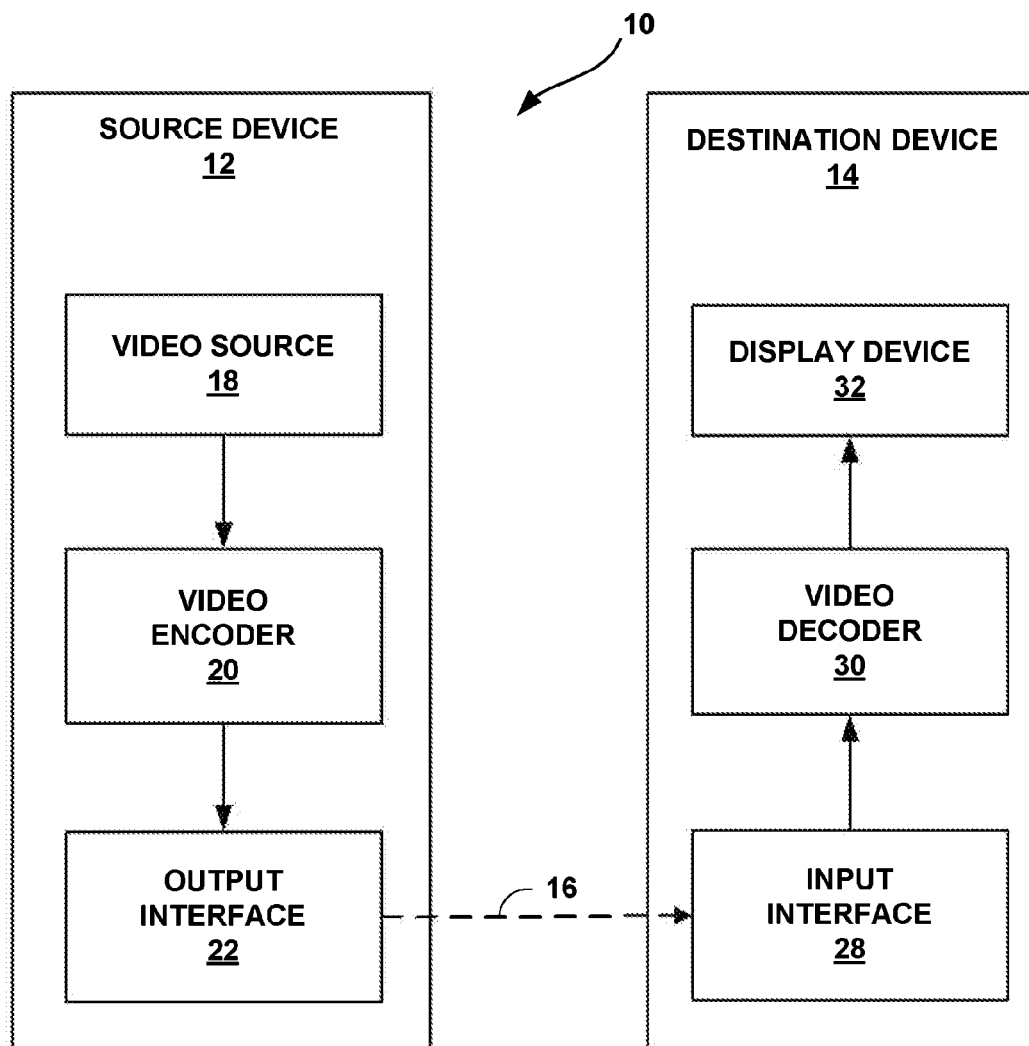 10
SOURCE DEVICE
12
VIDEO SOURCE
18
VIDEO
ENCODER
20
OUTPUT
INTERFACE
22
16
DESTINATION DEVICE
14
DISPLAY DEVICE
32
VIDEO
DECODER
30
INPUT
INTERFACE
28